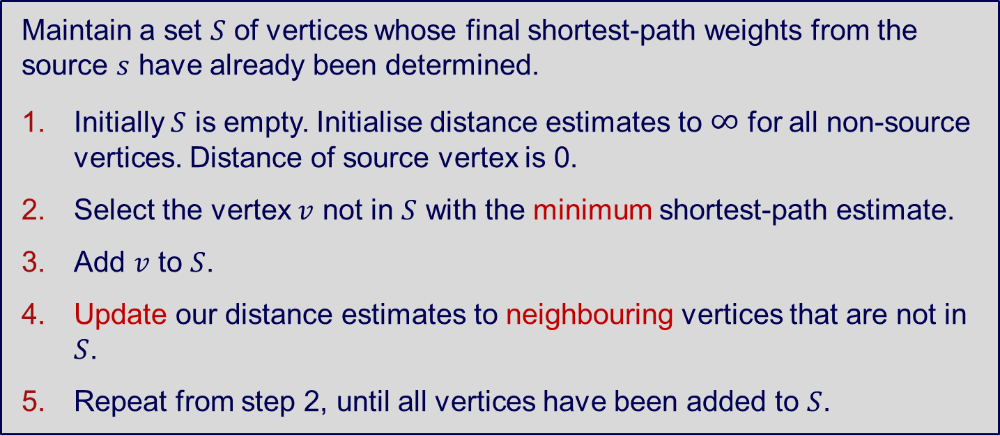 Maintain a set S of vertices whose final shortest-path weights from the
source s have already been determined.
1. Initially S is empty. Initialise distance estimates to ∞ for all non-source
vertices. Distance of source vertex is 0.
2. Select the vertex v not in S with the minimum shortest-path estimate.
3. Add v to S.
4. Update our distance estimates to neighbouring vertices that are not in
S.
5. Repeat from step 2, until all vertices have been added to S.